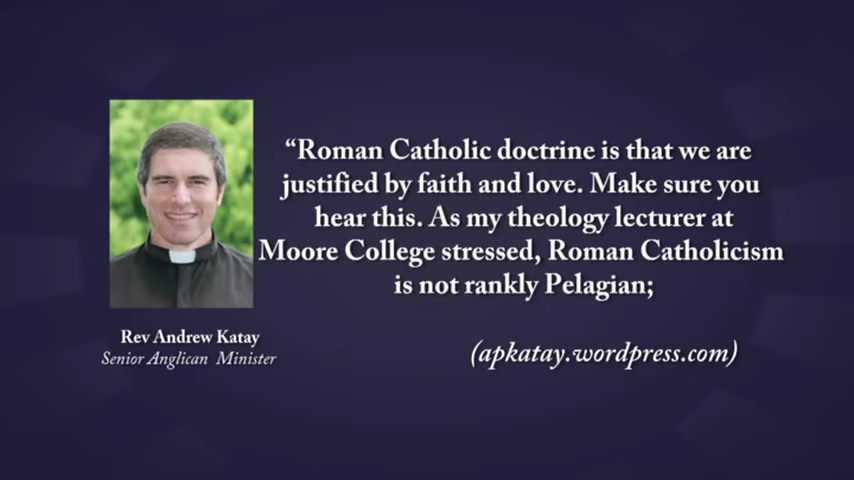 “Roman Catholic doctrine is that we are
justified by faith and love. Make sure you
hear this. As my theology lecturer at
Moore College stressed, Roman Catholicism
is not rankly Pelagian;
(apkatay.wordpress.com)
Rev Andrew Katay
Senior Anglican Minister